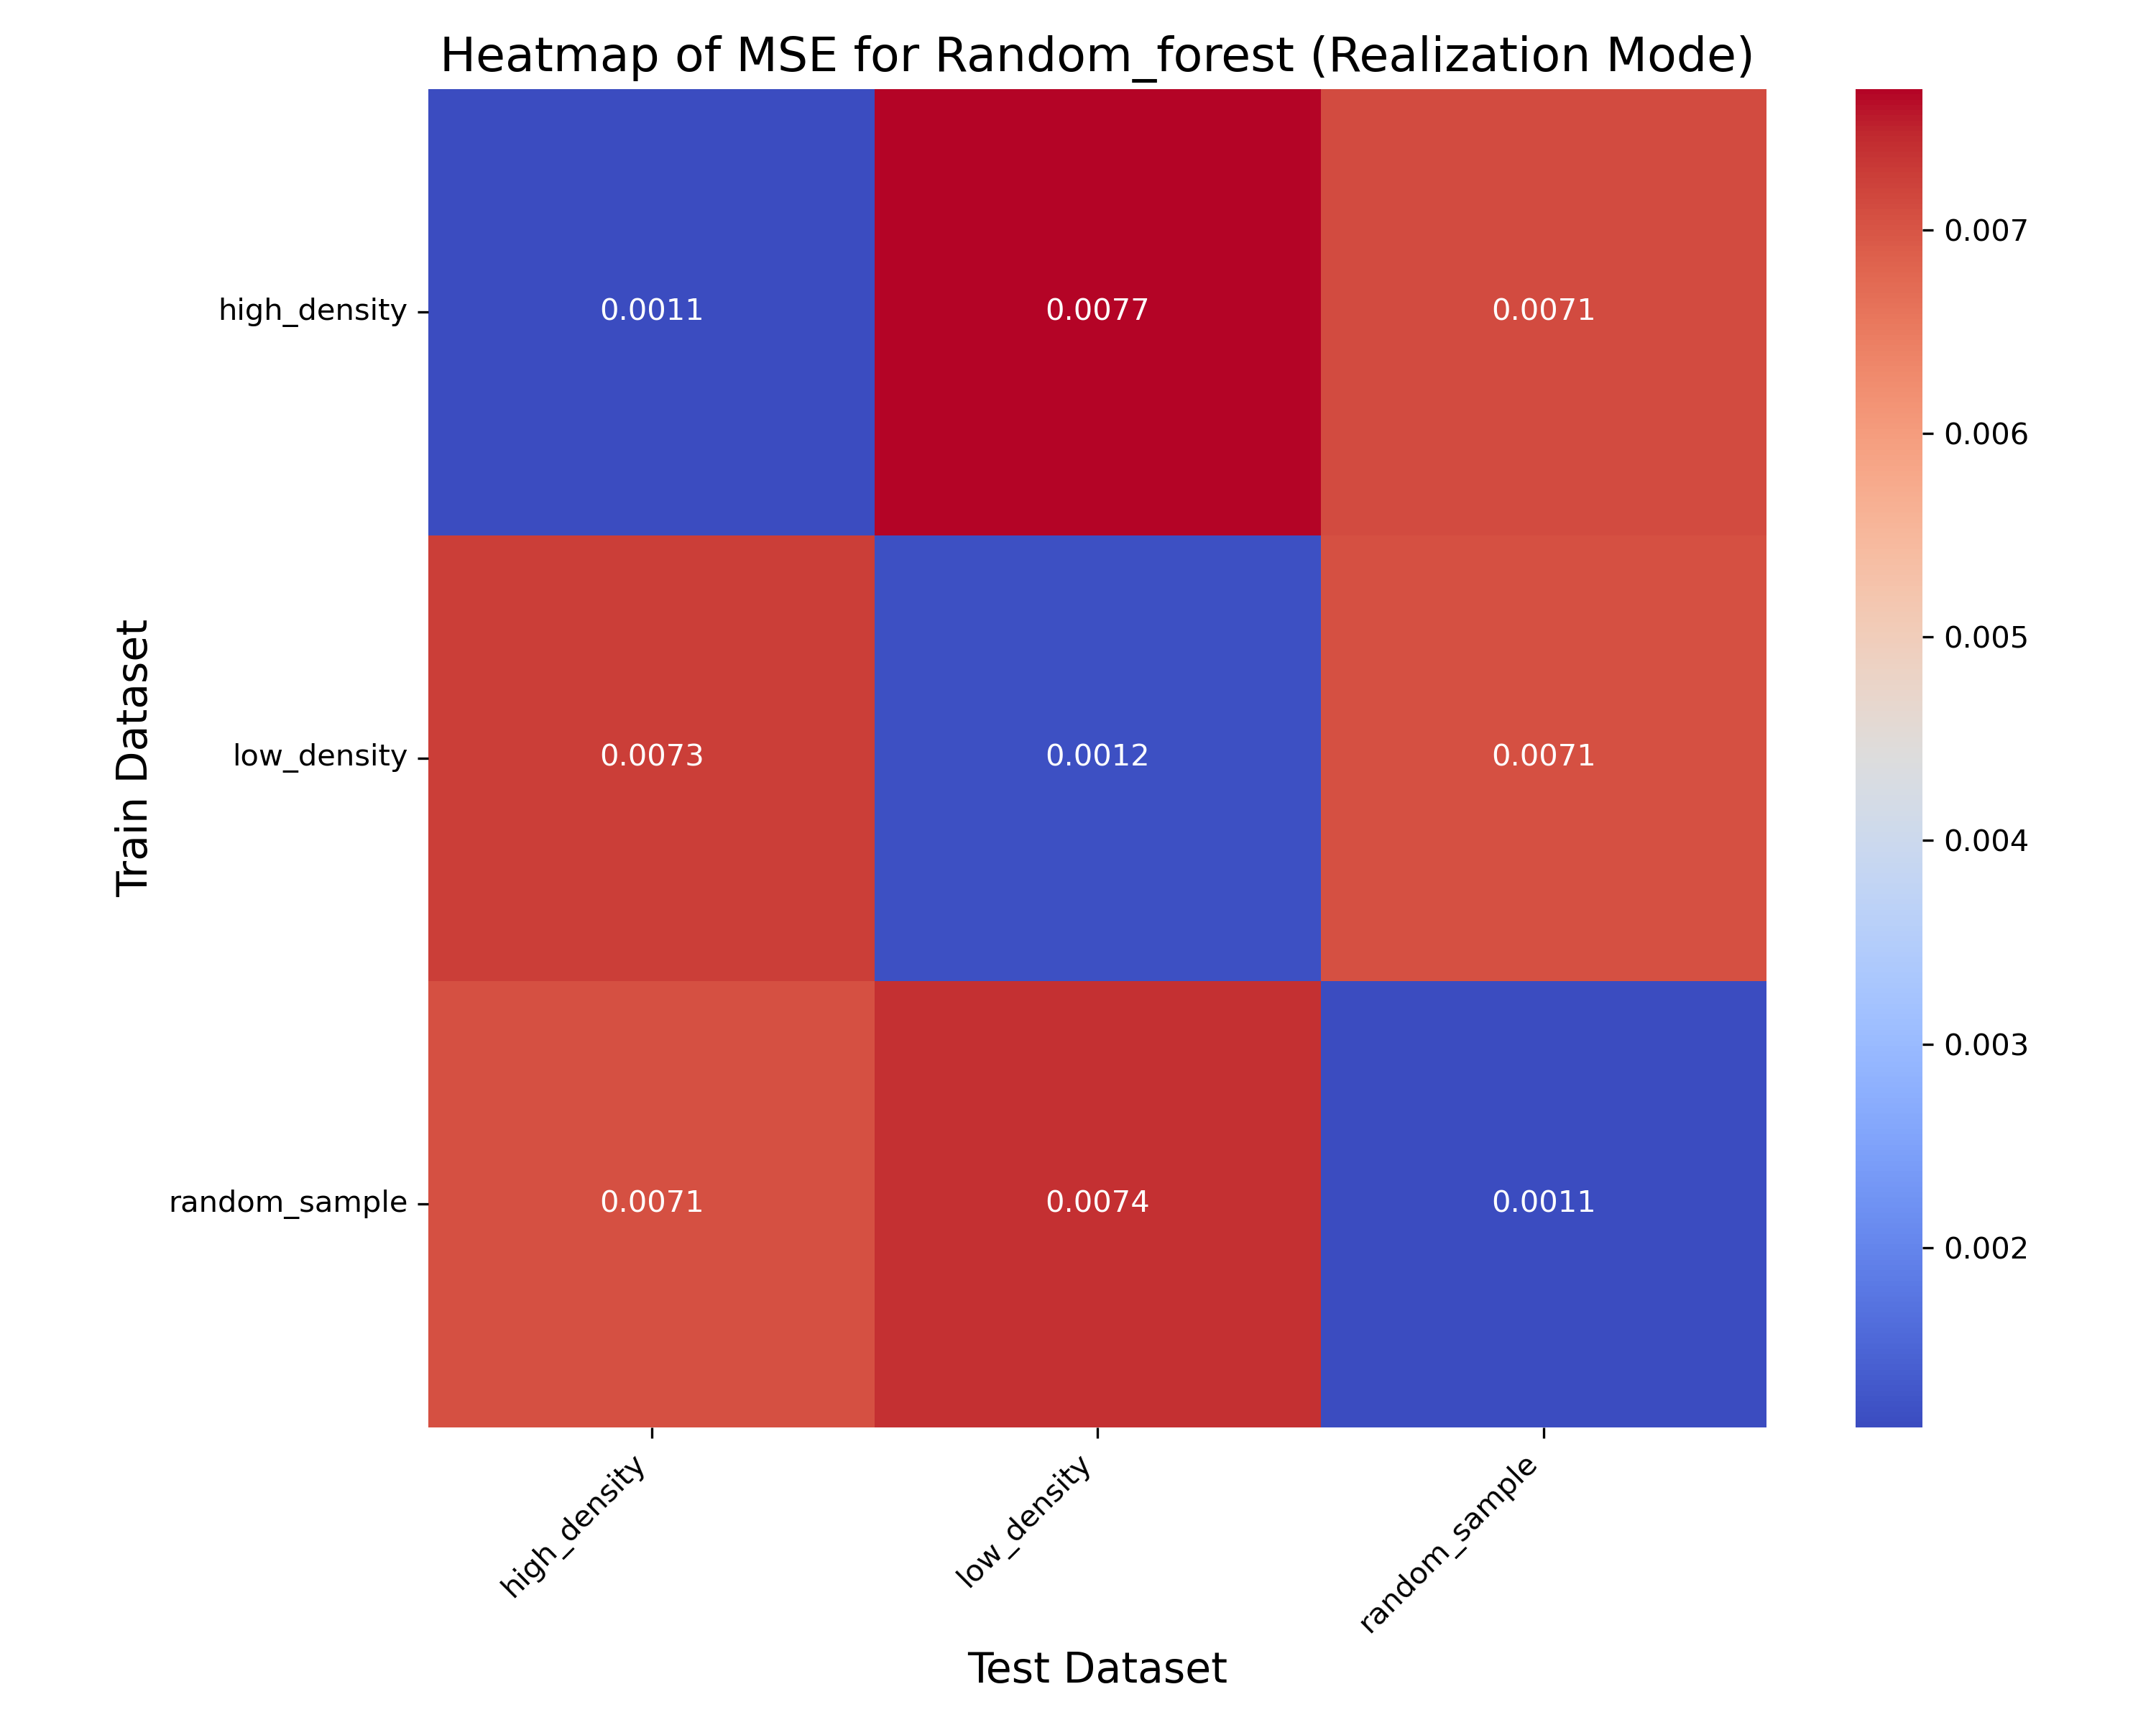 Heatmap of MSE for Random_forest (Realization Mode)
Train Dataset
high_density 0.0011 0.0077 0.0071
low_density 0.0073 0.0012 0.0071
random_sample 0.0071 0.0074 0.0011
high_density low_density random_sample
Test Dataset
0.007
0.006
0.005
0.004
0.003
0.002